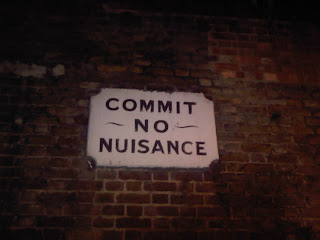 COMMIT
~ NO ~
NUISANCE